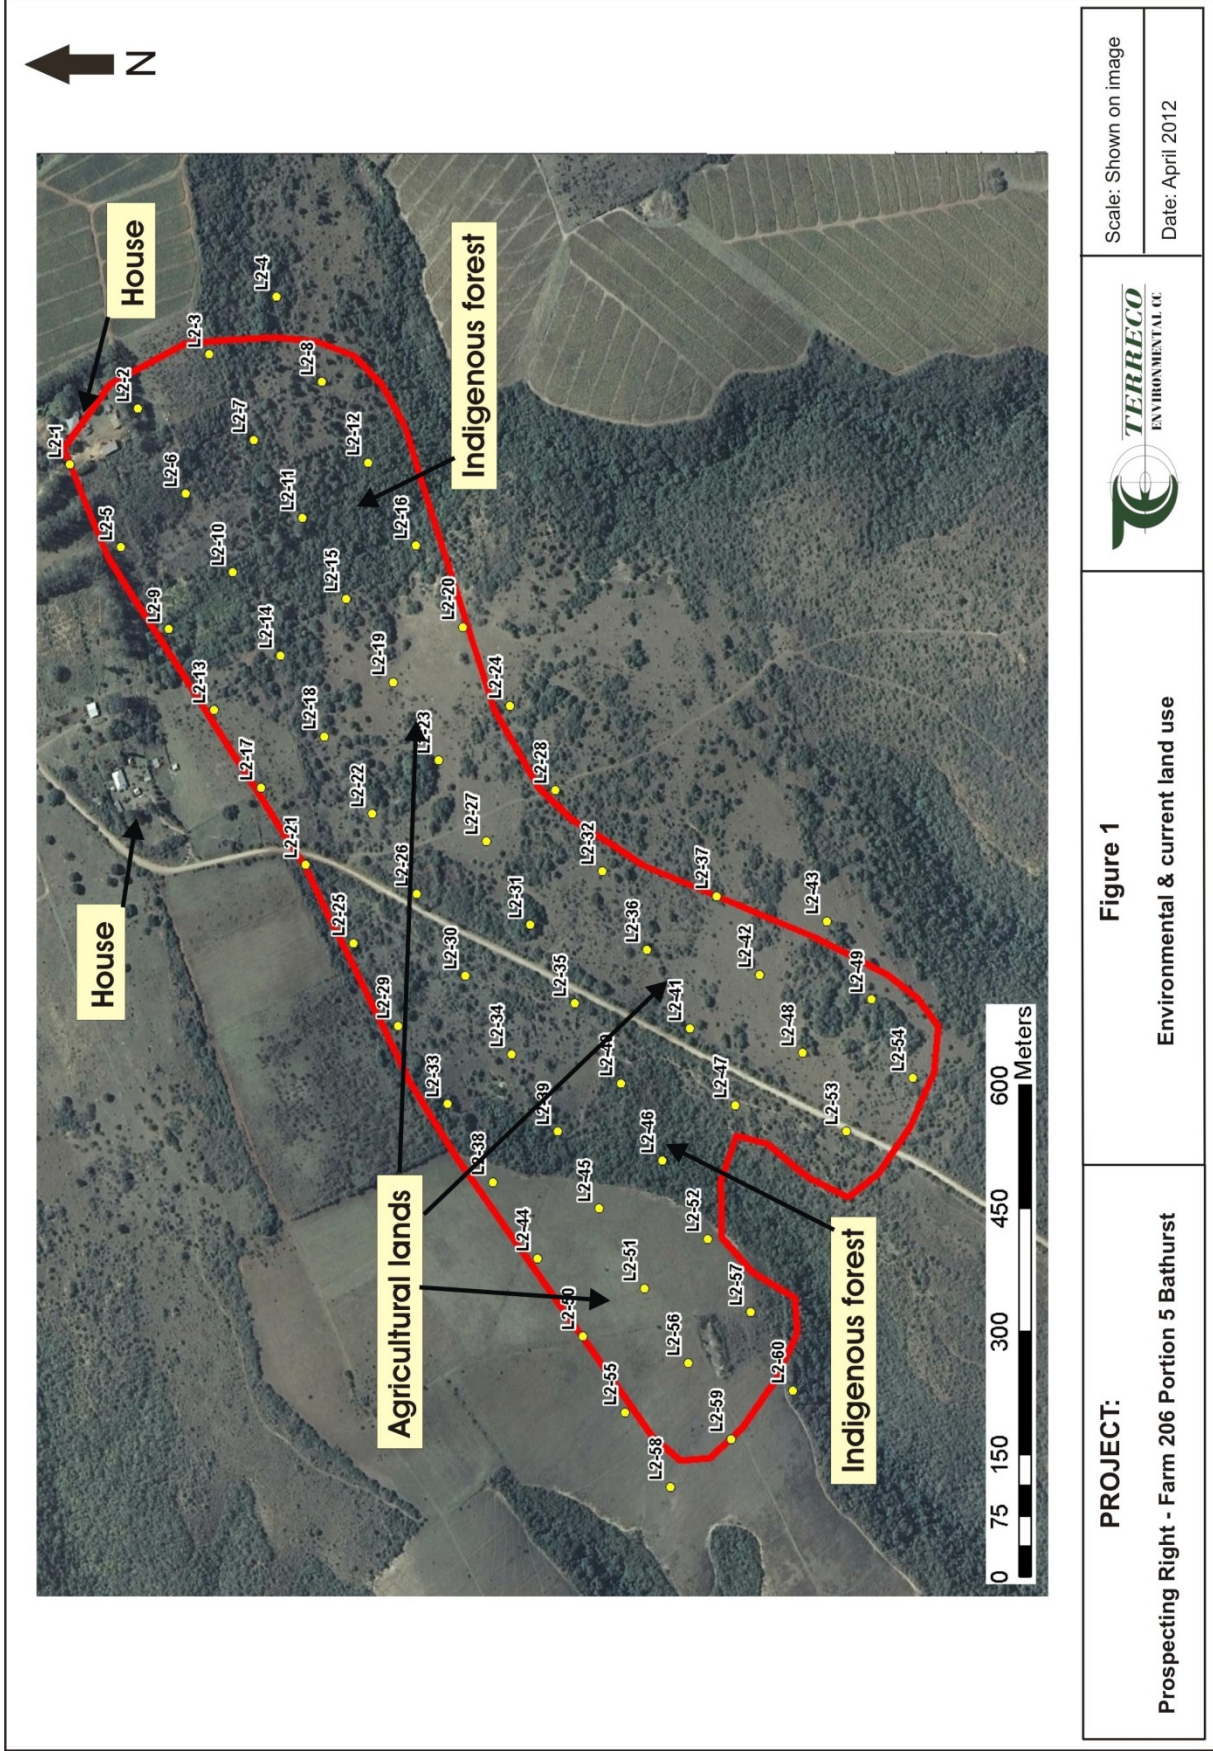 N
House
House
Indigenous forest
Agricultural lands
Indigenous forest
L2-1
L2-2
L2-3
L2-4
L2-5
L2-6
L2-7
L2-8
L2-9
L2-10
L2-11
L2-12
L2-13
L2-14
L2-15
L2-16
L2-17
L2-18
L2-19
L2-20
L2-21
L2-22
L2-23
L2-24
L2-25
L2-26
L2-27
L2-28
L2-29
L2-30
L2-31
L2-32
L2-33
L2-34
L2-35
L2-36
L2-37
L2-38
L2-39
L2-40
L2-41
L2-42
L2-43
L2-44
L2-45
L2-46
L2-47
L2-48
L2-49
L2-50
L2-51
L2-52
L2-53
L2-54
L2-55
L2-56
L2-57
L2-58
L2-59
L2-60
0 75 150 300 450 600
Meters
PROJECT:
Prospecting Right - Farm 206 Portion 5 Bathurst
Figure 1
Environmental & current land use
TERRECO
ENVIRONMENTAL CC
Scale: Shown on image
Date: April 2012